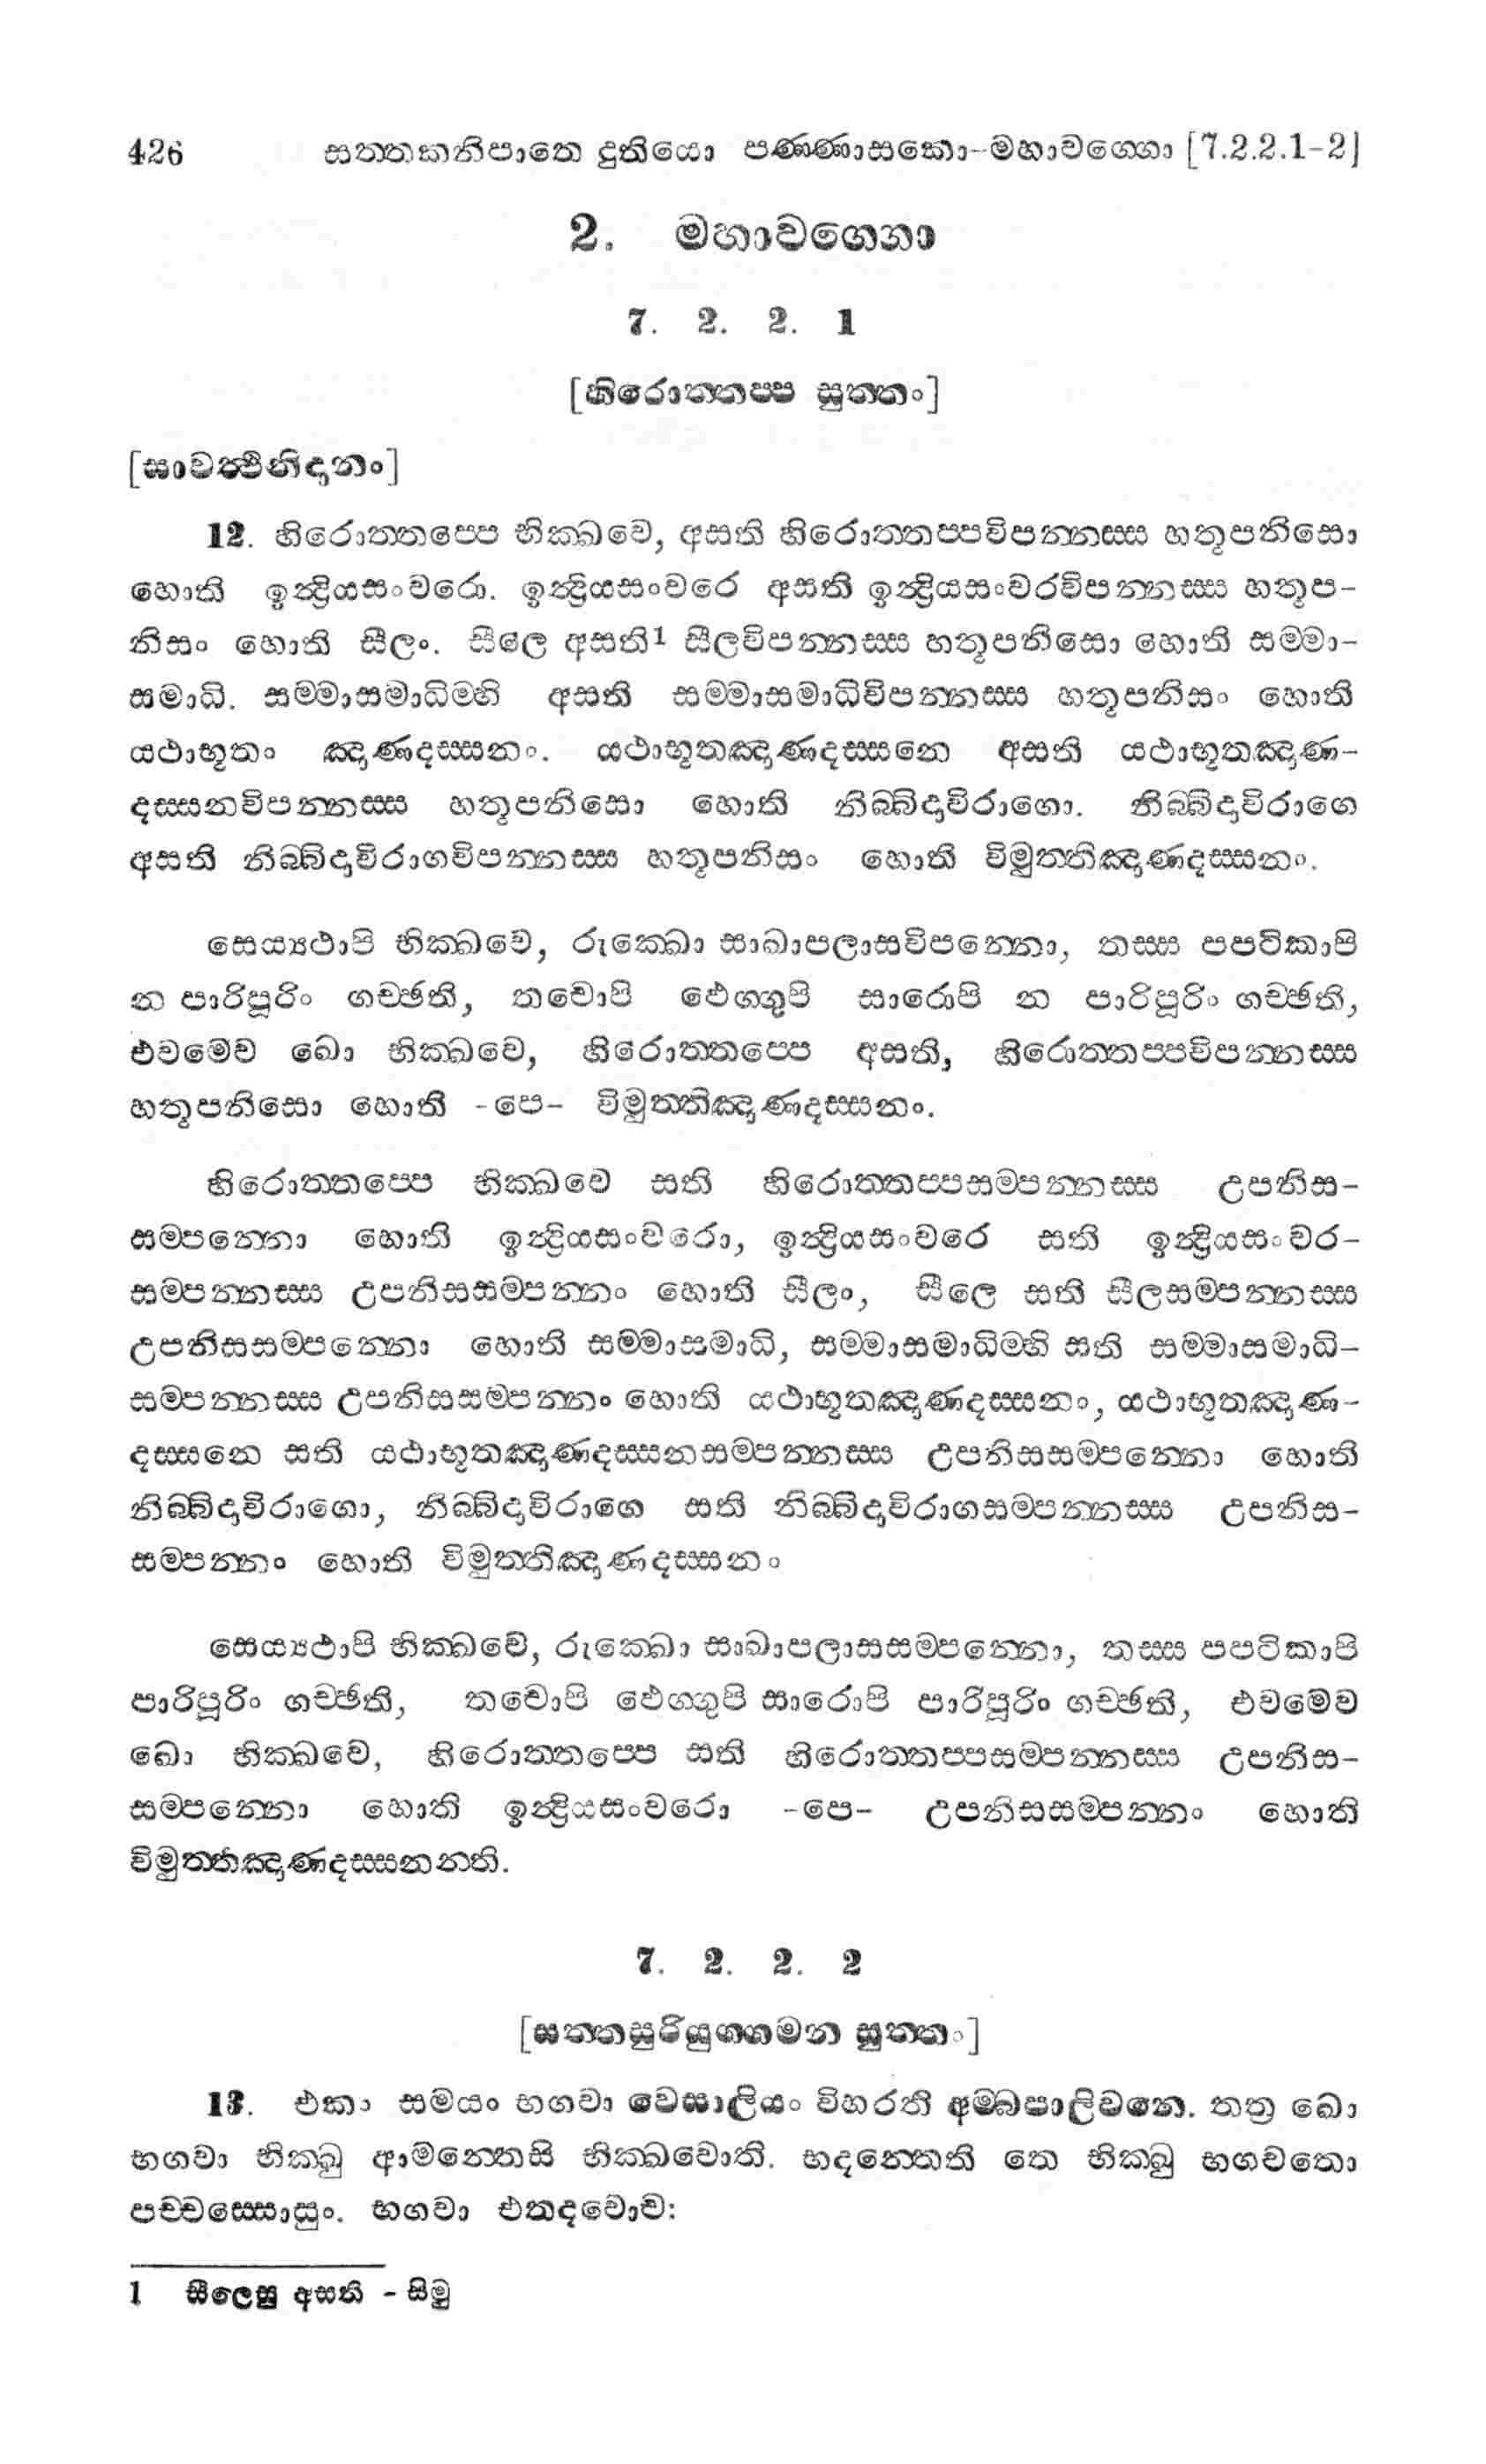 426 සත්තකනිපාතෙ දුතියො පණ්ණාසකො-මහාවග්ගො [7.2.2.1-2]
2. මහාවග්ගො
7. 2. 2. 1
[හිරොත්තප්ප සුත්තං]
[සාවත්ථිනිදානං]
12. හිරොත්තප්පෙ භික්ඛවෙ, අසති හිරොත්තප්පවිපන්නස්ස හතූපනිසො
හොති ඉන්ද්‍රියසංවරො. ඉන්ද්‍රියසංවරෙ අසති ඉන්ද්‍රියසංවරවිපන්නස්ස හතූප-
නිසං හොති සීලං. සීලෙ අසති1 සීලවිපන්නස්ස හතූපනිසො හොති සම්මා-
සමාධි. සම්මාසමාධිම්හි අසති සම්මාසමාධිවිපන්නස්ස හතූපනිසං හොති
යථාභූතං ඤාණදස්සනං. යථාභූතඤාණදස්සනෙ අසති යථාභූතඤාණ-
දස්සනවිපන්නස්ස හතූපනිසො හොති නිබ්බිදාවිරාගො. නිබ්බිදාවිරාගෙ
අසති නිබ්බිදාවිරාගවිපන්නස්ස හතූපනිසං හොති විමුත්තිඤාණදස්සනං.
සෙය්‍යථාපි භික්ඛවෙ, රුක්ඛො සාඛාපලාසවිපන්නො, තස්ස පපටිකාපි
න පාරිපූරිං ගච්ඡති, තචොපි ඵෙග්ගුපි සාරොපි න පාරිපූරිං ගච්ඡති,
එවමෙව ඛො භික්ඛවෙ, හිරොත්තප්පෙ අසති, හිරොත්තප්පවිපන්නස්ස
හතූපනිසො හොති -පෙ- විමුත්තිඤාණදස්සනං.
හිරොත්තප්පෙ භික්ඛවෙ සති හිරොත්තප්පසම්පන්නස්ස උපනිස-
සම්පන්නො හොති ඉන්ද්‍රියසංවරො, ඉන්ද්‍රියසංවරෙ සති ඉන්ද්‍රියසංවර-
සම්පන්නස්ස උපනිසසම්පන්නං හොති සීලං, සීලෙ සති සීලසම්පන්නස්ස
උපනිසසම්පන්නො හොති සම්මාසමාධි, සම්මාසමාධිම්හි සති සම්මාසමාධි-
සම්පන්නස්ස උපනිසසම්පන්නං හොති යථාභූතඤාණදස්සනං, යථාභූතඤාණ-
දස්සනෙ සති යථාභූතඤාණදස්සනසම්පන්නස්ස උපනිසසම්පන්නො හොති
නිබ්බිදාවිරාගො, නිබ්බිදාවිරාගෙ සති නිබ්බිදාවිරාගසම්පන්නස්ස උපනිස-
සම්පන්නං හොති විමුත්තිඤාණදස්සනං
සෙය්‍යථාපි භික්ඛවෙ, රුක්ඛො සාඛාපලාසසම්පන්නො, තස්ස පපටිකාපි
පාරිපූරිං ගච්ඡති, තචොපි ඵෙග්ගුපි සාරොපි පාරිපූරිං ගච්ඡති, එවමෙව
ඛො භික්ඛවෙ, හිරොත්තප්පෙ සති හිරොත්තප්පසම්පන්නස්ස උපනිස-
සම්පන්නො හොති ඉන්ද්‍රියසංවරො -පෙ- උපනිසසම්පන්නං හොති
විමුත්තඤාණදස්සනනති.
7. 2. 2. 2
[සත්තසුරියුග්ගමන සුත්තං]
13. එකා සමයං භගවා වෙසාලියං විහරති අම්බපාලිවනෙ. තත්‍ර ඛො
භගවා භික්ඛු ආමන්තෙසි භික්ඛවොති. භදන්තෙති තෙ භික්ඛු භගවතො
පච්චස්සොසුං. භගවා එතදවොච:
1 සීලෙසු අසති - සිමු